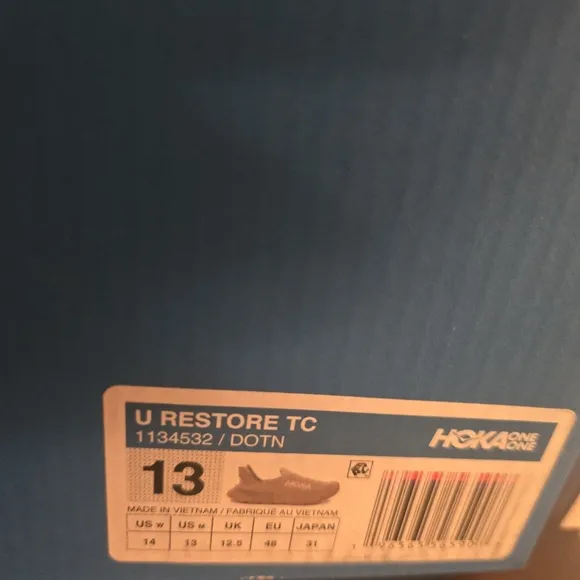 U RESTORE TC
1134532 / DOTN
HOKA ONE ONE
13
HOKA
MADE IN VIETNAM / FABRIQUÉ AU VIETNAM
US W US M UK EU JAPAN
14 13 12.5 48 31